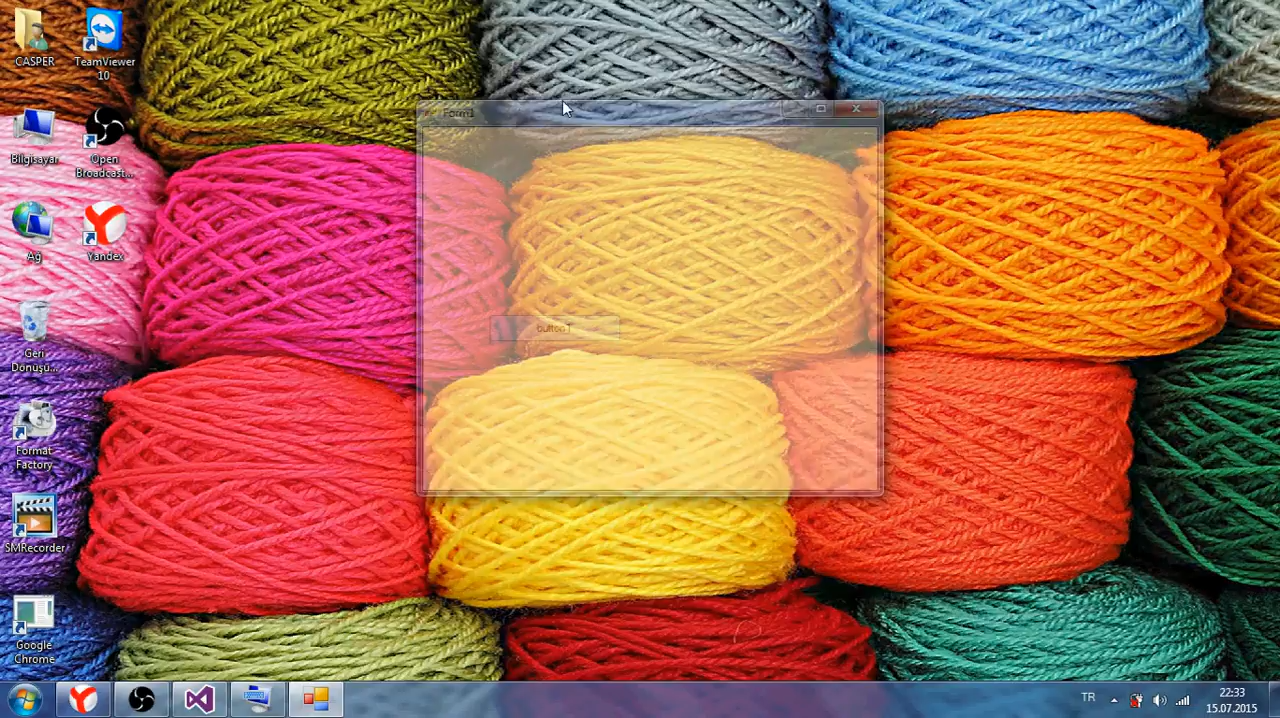 CASPER
TeamViewer
10
Bilgisayar
Open
Broadcast...
Ağ
Yandex
Geri
Dönüşü...
Format
Factory
SMRecorder
Google
Chrome
Form1
button1
TR
22:33
15.07.2015